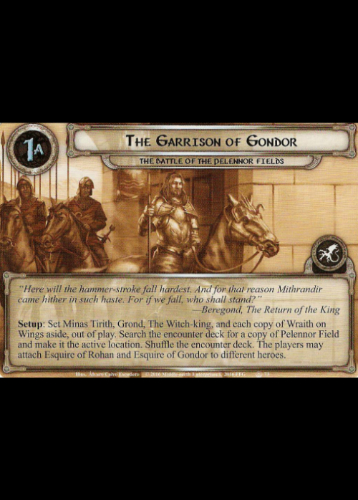 1A
THE GARRISON OF GONDOR
THE BATTLE OF THE PELENNOR FIELDS
"Here will the hammer-stroke fall hardest. And for that reason Mithrandir
came hither in such haste. For if we fall, who shall stand?"
—Beregond, The Return of the King
Setup: Set Minas Tirith, Grond, The Witch-king, and each copy of Wraith on
Wings aside, out of play. Search the encounter deck for a copy of Pelennor Field
and make it the active location. Shuffle the encounter deck. The players may
attach Esquire of Rohan and Esquire of Gondor to different heroes.